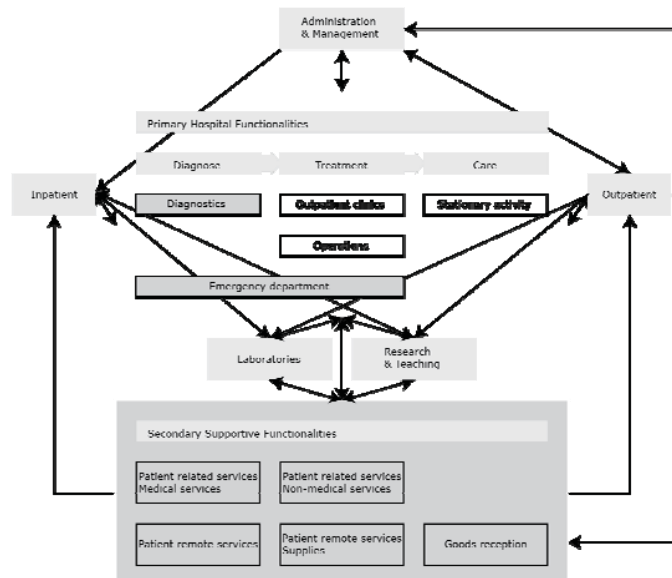 Administration
& Management
Primary Hospital Functionalities
Diagnose
Treatment
Care
Inpatient
Outpatient
Diagnostics
Outpatient clinics
Stationary activity
Operations
Emergency department
Laboratories
Research
& Teaching
Secondary Supportive Functionalities
Patient related services
Medical services
Patient related services
Non-medical services
Patient remote services
Patient remote services
Supplies
Goods reception